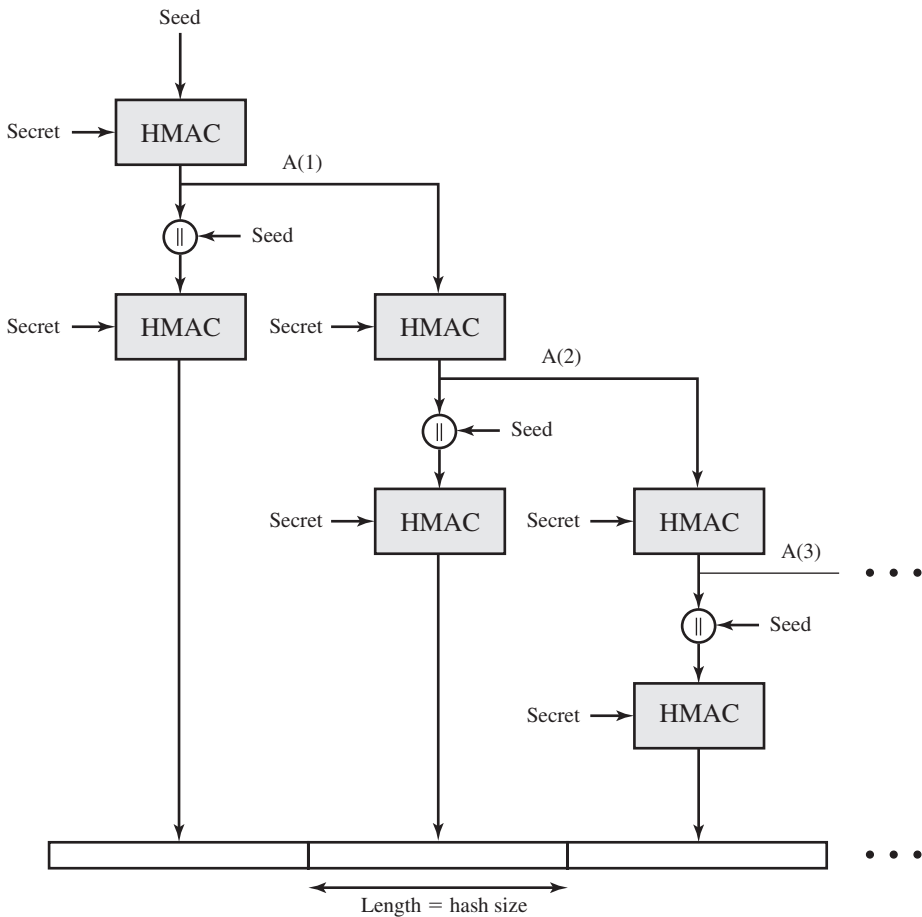 Seed
Secret
HMAC
A(1)
||
Seed
Secret
HMAC
Secret
HMAC
A(2)
||
Seed
Secret
HMAC
Secret
HMAC
A(3)
• • •
||
Seed
Secret
HMAC
• • •
Length = hash size